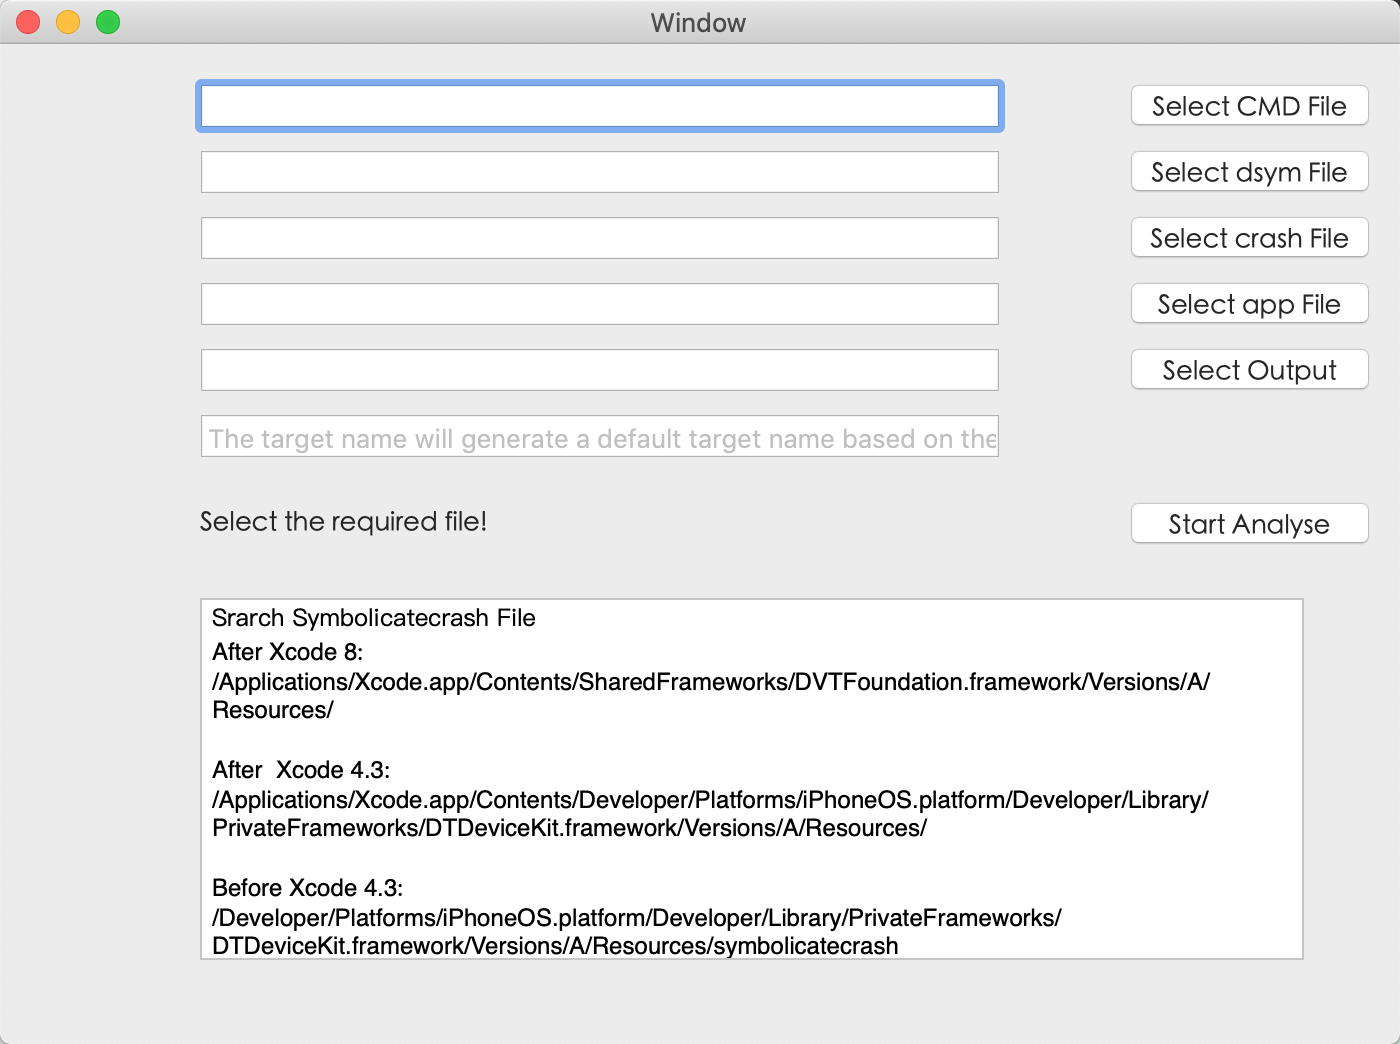 Window
Select CMD File
Select dsym File
Select crash File
Select app File
Select Output
The target name will generate a default target name based on the
Select the required file!
Start Analyse
Srarch Symbolicatecrash File
After Xcode 8:
/Applications/Xcode.app/Contents/SharedFrameworks/DVTFoundation.framework/Versions/A/
Resources/
After  Xcode 4.3:
/Applications/Xcode.app/Contents/Developer/Platforms/iPhoneOS.platform/Developer/Library/
PrivateFrameworks/DTDeviceKit.framework/Versions/A/Resources/
Before Xcode 4.3:
/Developer/Platforms/iPhoneOS.platform/Developer/Library/PrivateFrameworks/
DTDeviceKit.framework/Versions/A/Resources/symbolicatecrash